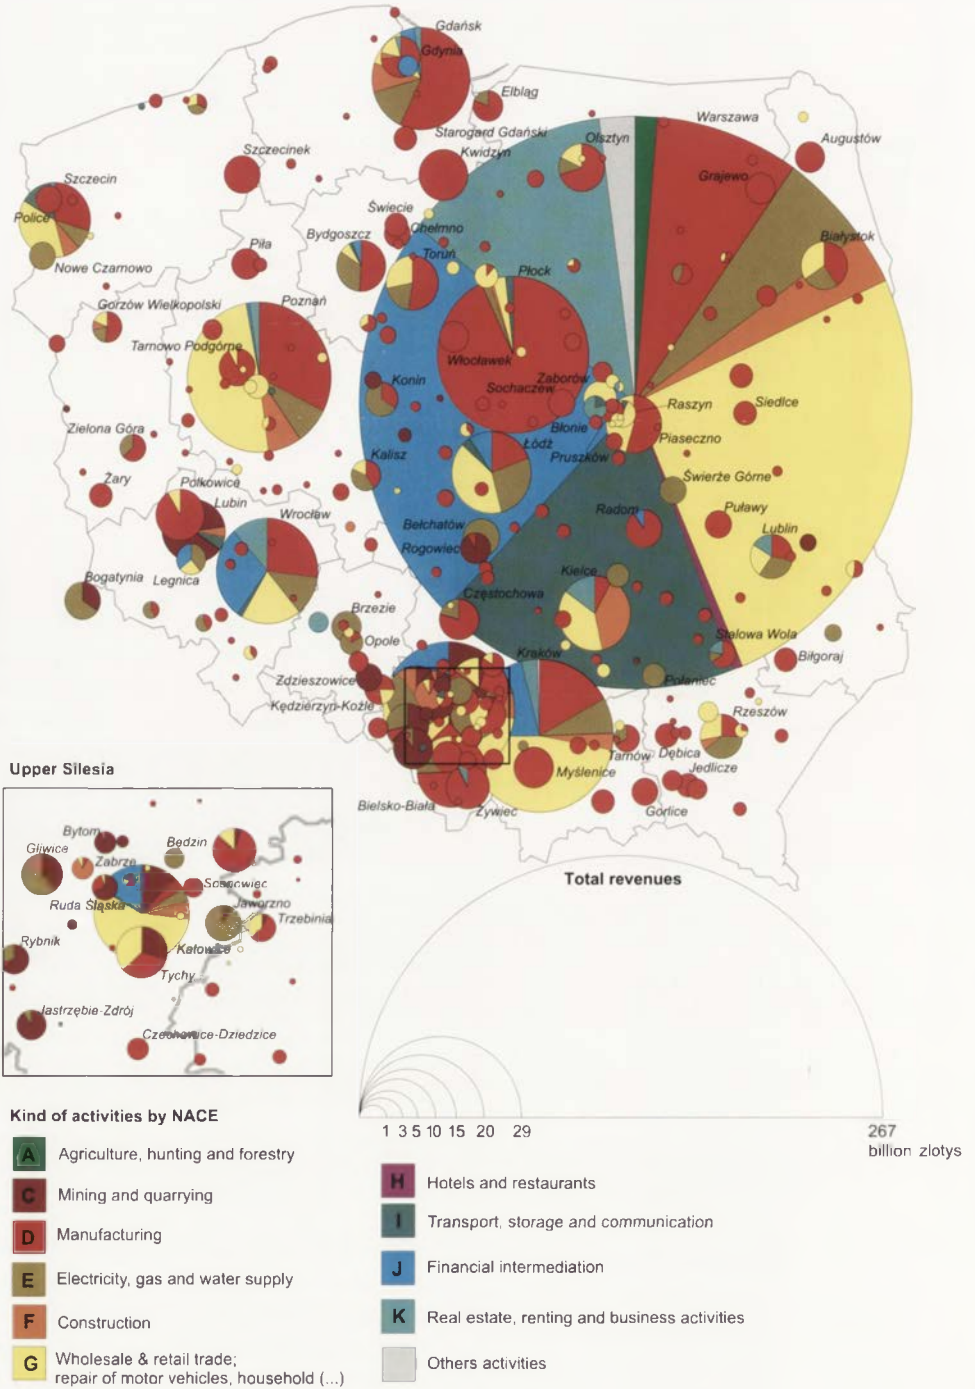 Gdańsk
Gdynia
Elbląg
Starogard Gdański
Kwidzyn
Olsztyn
Warszawa
Augustów
Szczecinek
Grajewo
Szczecin
Police
Nowe Czarnowo
Świecie
Chełmno
Bydgoszcz
Toruń
Białystok
Piła
Płock
Gorzów Wielkopolski
Poznań
Tarnowo Podgórne
Włocławek
Zaborów
Sochaczew
Konin
Błonie
Raszyn
Siedlce
Piaseczno
Pruszków
Zielona Góra
Kalisz
Łódź
Świerże Górne
Żary
Polkowice
Lubin
Wrocław
Radom
Puławy
Bełchatów
Rogowiec
Lublin
Legnica
Bogatynia
Kielce
Częstochowa
Brzezie
Opole
Stalowa Wola
Biłgoraj
Kraków
Połaniec
Zdzieszowice
Kędzierzyn-Koźle
Rzeszów
Tarnów
Dębica
Jedlicze
Myślenice
Gorlice
Bielsko-Biała
Żywiec
Upper Silesia
Bytom
Będzin
Gliwice
Zabrze
Sosnowiec
Ruda Śląska
Jaworzno
Trzebinia
Katowice
Rybnik
Tychy
Jastrzębie-Zdrój
Czechowice-Dziedzice
Total revenues
1 3 5 10 15 20 29 267
billion zlotys
Kind of activities by NACE
A Agriculture, hunting and forestry
C Mining and quarrying
D Manufacturing
E Electricity, gas and water supply
F Construction
G Wholesale & retail trade;
repair of motor vehicles, household (...)
H Hotels and restaurants
I Transport, storage and communication
J Financial intermediation
K Real estate, renting and business activities
Others activities